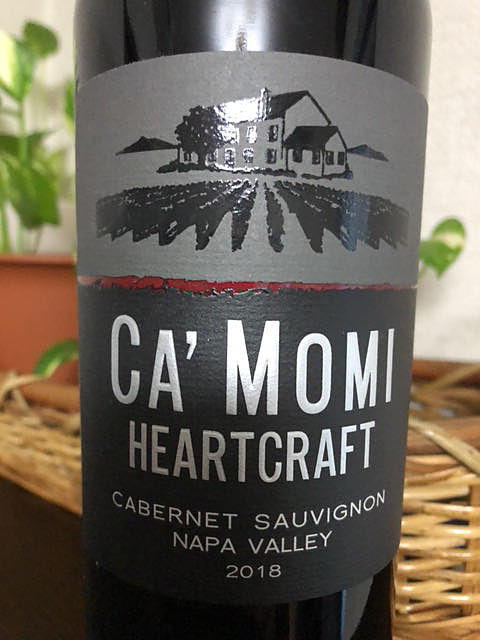 CA' MOMI
HEARTCRAFT
CABERNET SAUVIGNON
NAPA VALLEY
2018